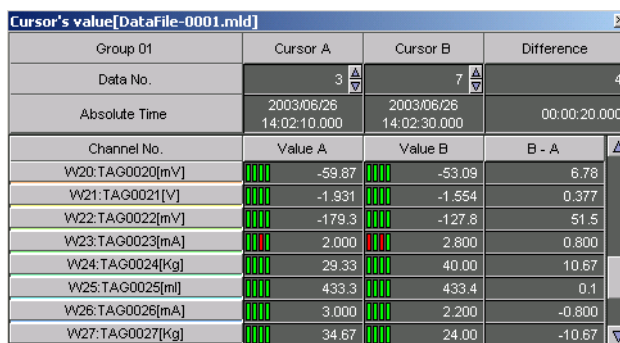 Cursor's value[DataFile-0001.mld]
Group 01 Cursor A Cursor B Difference
Data No. 3 7 4
Absolute Time 2003/06/26 14:02:10.000 2003/06/26 14:02:30.000 00:00:20.000
Channel No. Value A Value B B - A
W20:TAG0020[mV] -59.87 -53.09 6.78
W21:TAG0021[V] -1.931 -1.554 0.377
W22:TAG0022[mV] -179.3 -127.8 51.5
W23:TAG0023[mA] 2.000 2.800 0.800
W24:TAG0024[Kg] 29.33 40.00 10.67
W25:TAG0025[ml] 433.3 433.4 0.1
W26:TAG0026[mA] 3.000 2.200 -0.800
W27:TAG0027[Kg] 34.67 24.00 -10.67